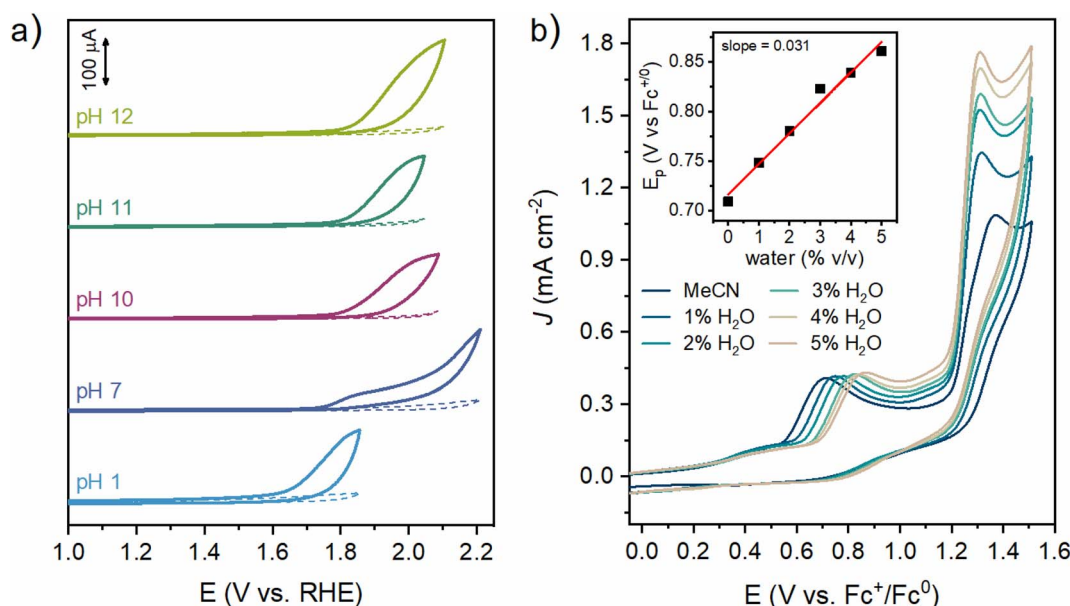 a)
100 µA
pH 12
pH 11
pH 10
pH 7
pH 1
1.0 1.2 1.4 1.6 1.8 2.0 2.2
E (V vs. RHE)
b)
1.8
1.5
1.2
0.9
0.6
0.3
0.0
J (mA cm⁻²)
slope = 0.031
0.85
0.80
0.75
0.70
Eₚ (V vs Fc⁺ᐟ⁰)
0 1 2 3 4 5
water (% v/v)
MeCN 3% H₂O
1% H₂O 4% H₂O
2% H₂O 5% H₂O
0.0 0.2 0.4 0.6 0.8 1.0 1.2 1.4 1.6
E (V vs. Fc⁺/Fc⁰)